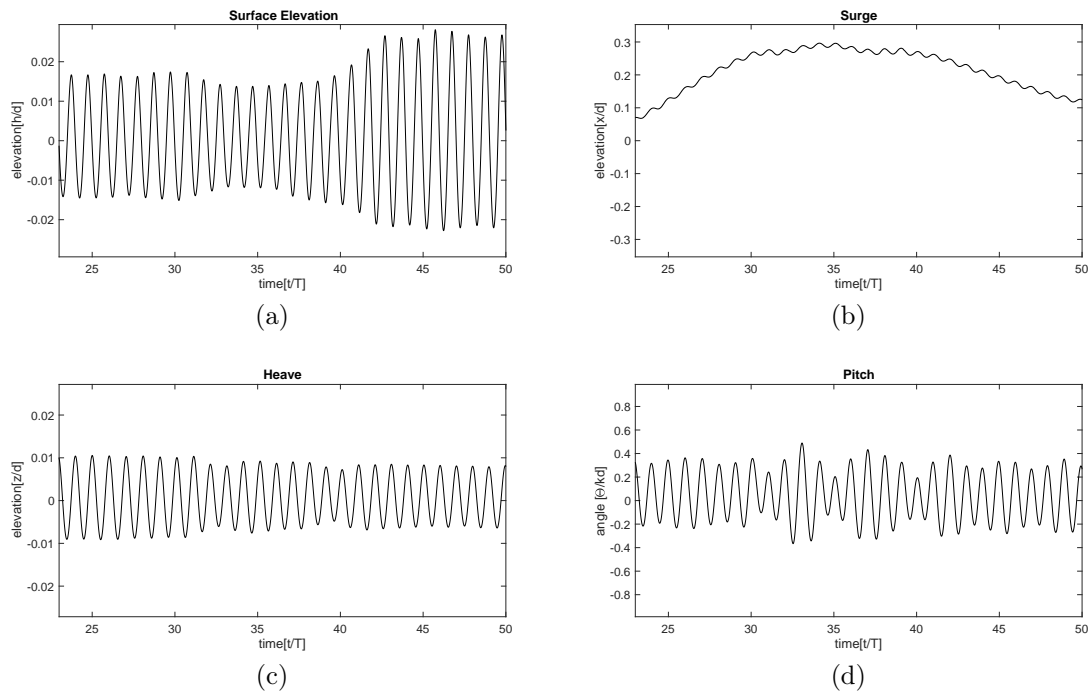 Surface Elevation
elevation[h/d]
0.02
0.01
0
-0.01
-0.02
25 30 35 40 45 50
time[t/T]
(a)
Surge
elevation[x/d]
0.3
0.2
0.1
0
-0.1
-0.2
-0.3
25 30 35 40 45 50
time[t/T]
(b)
Heave
elevation[z/d]
0.02
0.01
0
-0.01
-0.02
25 30 35 40 45 50
time[t/T]
(c)
Pitch
angle [Θ/kd]
0.8
0.6
0.4
0.2
0
-0.2
-0.4
-0.6
-0.8
25 30 35 40 45 50
time[t/T]
(d)